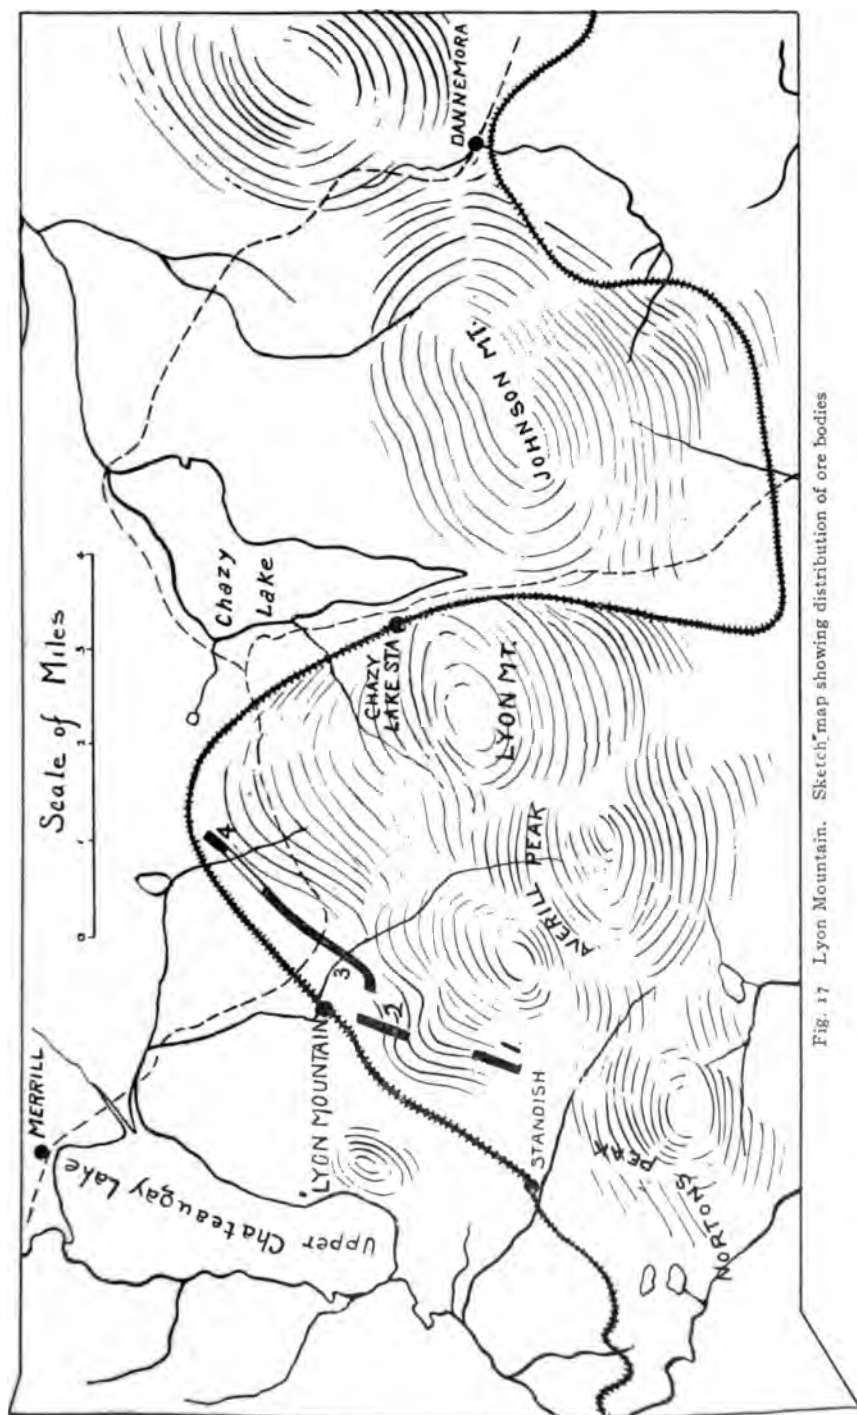 Scale of Miles
0 1 2 3 4
MERRILL
Upper Chateaugay Lake
LYON MOUNTAIN
4
3
2
1
STANDISH
NORTONS
PEAK
AVERILL PEAK
LYON MT.
CHAZY
LAKE STA
Chazy
Lake
JOHNSON MT.
DANNEMORA
Fig. 17 Lyon Mountain. Sketch map showing distribution of ore bodies